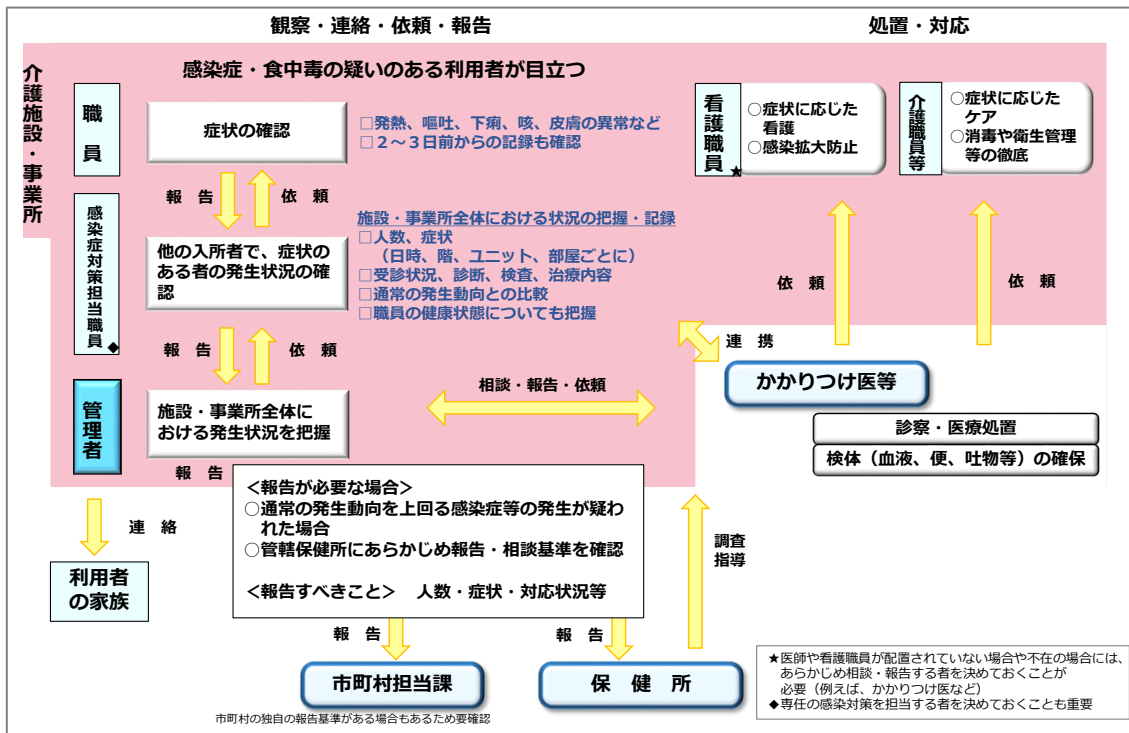 観察・連絡・依頼・報告
処置・対応
介護施設・事業所
感染症・食中毒の疑いのある利用者が目立つ
職員
症状の確認
□発熱、嘔吐、下痢、咳、皮膚の異常など
□２～３日前からの記録も確認
看護職員★
○症状に応じた
看護
○感染拡大防止
介護職員等
○症状に応じた
ケア
○消毒や衛生管理
等の徹底
報告
依頼
感染症対策担当職員◆
他の入所者で、症状の
ある者の発生状況の確
認
施設・事業所全体における状況の把握・記録
□人数、症状
（日時、階、ユニット、部屋ごとに）
□受診状況、診断、検査、治療内容
□通常の発生動向との比較
□職員の健康状態についても把握
依頼
依頼
報告
依頼
連携
かかりつけ医等
診察・医療処置
検体（血液、便、吐物等）の確保
管理者
施設・事業所全体に
おける発生状況を把握
相談・報告・依頼
報告
＜報告が必要な場合＞
○通常の発生動向を上回る感染症等の発生が疑わ
れた場合
○管轄保健所にあらかじめ報告・相談基準を確認
＜報告すべきこと＞　人数・症状・対応状況等
連絡
利用者
の家族
調査
指導
報告
報告
市町村担当課
保健所
市町村の独自の報告基準がある場合もあるため要確認
★医師や看護職員が配置されていない場合や不在の場合には、
あらかじめ相談・報告する者を決めておくことが
必要（例えば、かかりつけ医など）
◆専任の感染対策を担当する者を決めておくことも重要